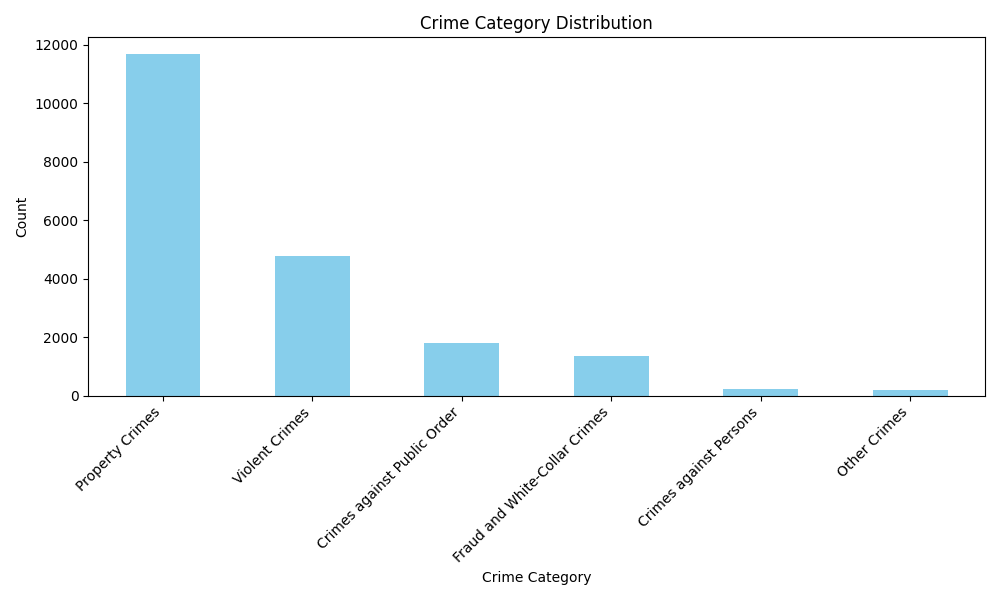 Crime Category Distribution
12000
10000
8000
6000
4000
2000
0
Count
Property Crimes
Violent Crimes
Crimes against Public Order
Fraud and White-Collar Crimes
Crimes against Persons
Other Crimes
Crime Category